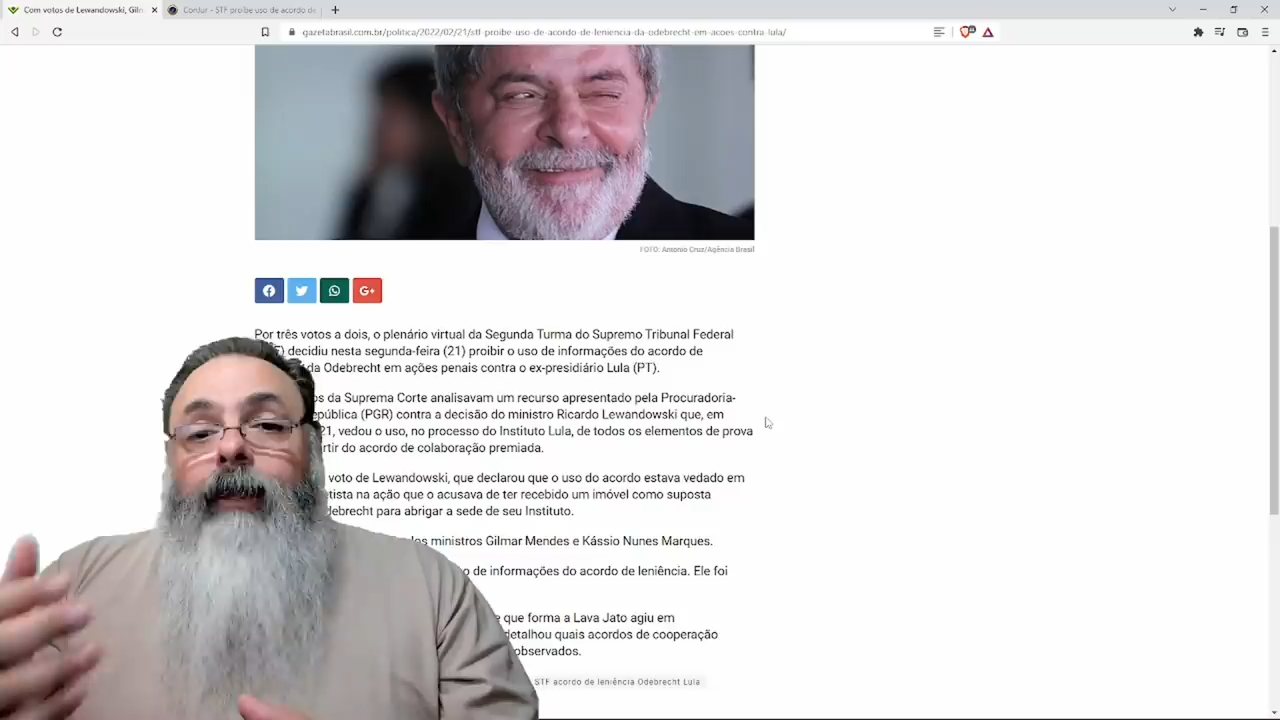 Com votos de Lewandowski, Giln
ConJur - STF proíbe uso de acordo de
gazetabrasil.com.br/politica/2022/02/21/stf-proibe-uso-de-acordo-de-leniencia-da-odebrecht-em-acoes-contra-lula/
FOTO: Antonio Cruz/Agência Brasil
G+
Por três votos a dois, o plenário virtual da Segunda Turma do Supremo Tribunal Federal
decidiu nesta segunda-feira (21) proibir o uso de informações do acordo de
da Odebrecht em ações penais contra o ex-presidiário Lula (PT).
da Suprema Corte analisavam um recurso apresentado pela Procuradoria-
(PGR) contra a decisão do ministro Ricardo Lewandowski que, em
21, vedou o uso, no processo do Instituto Lula, de todos os elementos de prova
do acordo de colaboração premiada.
voto de Lewandowski, que declarou que o uso do acordo estava vedado em
na ação que o acusava de ter recebido um imóvel como suposta
para abrigar a sede de seu Instituto.
ministros Gilmar Mendes e Kássio Nunes Marques.
de informações do acordo de leniência. Ele foi
que forma a Lava Jato agiu em
detalhou quais acordos de cooperação
observados.
STF acordo de leniência Odebrecht Lula